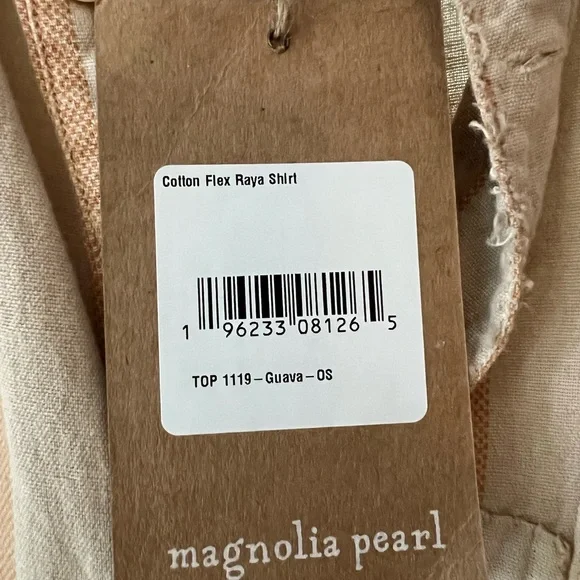 Cotton Flex Raya Shirt
1 96233 08126 5
TOP 1119-Guava-OS
magnolia pearl